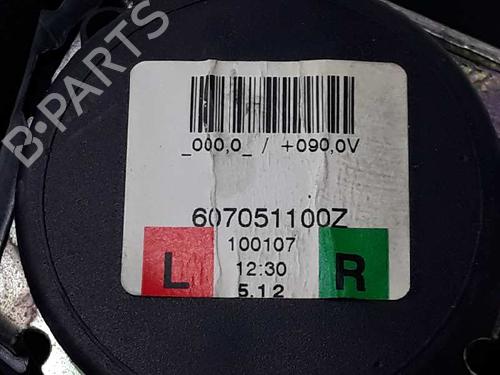 B-PARTS
_000,0_ / +090,0V
607051100Z
100107
L
12:30
R
5.12